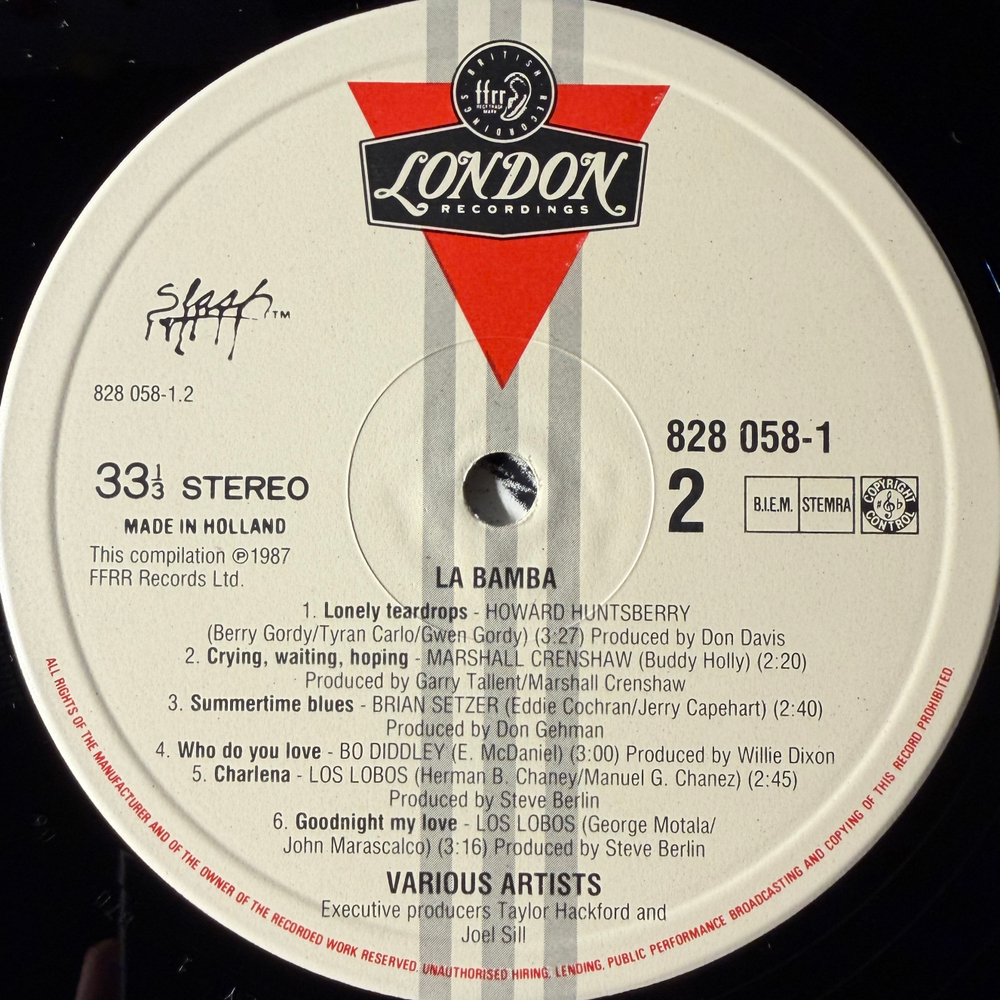 BRITISH RECORDINGS
ffrr
REG'D TRADE
MARK
LONDON
RECORDINGS
Slash TM
828 058-1.2
828 058-1
33⅓ STEREO
2
B.I.E.M. STEMRA
COPYRIGHT CONTROL
MADE IN HOLLAND
This compilation ℗1987
FFRR Records Ltd.
LA BAMBA
1. Lonely teardrops - HOWARD HUNTSBERRY
(Berry Gordy/Tyran Carlo/Gwen Gordy) (3:27) Produced by Don Davis
2. Crying, waiting, hoping - MARSHALL CRENSHAW (Buddy Holly) (2:20)
Produced by Garry Tallent/Marshall Crenshaw
3. Summertime blues - BRIAN SETZER (Eddie Cochran/Jerry Capehart) (2:40)
Produced by Don Gehman
4. Who do you love - BO DIDDLEY (E. McDaniel) (3:00) Produced by Willie Dixon
5. Charlena - LOS LOBOS (Herman B. Chaney/Manuel G. Chanez) (2:45)
Produced by Steve Berlin
6. Goodnight my love - LOS LOBOS (George Motala/
John Marascalco) (3:16) Produced by Steve Berlin
VARIOUS ARTISTS
Executive producers Taylor Hackford and
Joel Sill
ALL RIGHTS OF THE MANUFACTURER AND OF THE OWNER OF THE RECORDED WORK RESERVED. UNAUTHORISED HIRING, LENDING, PUBLIC PERFORMANCE BROADCASTING AND COPYING OF THIS RECORD PROHIBITED.